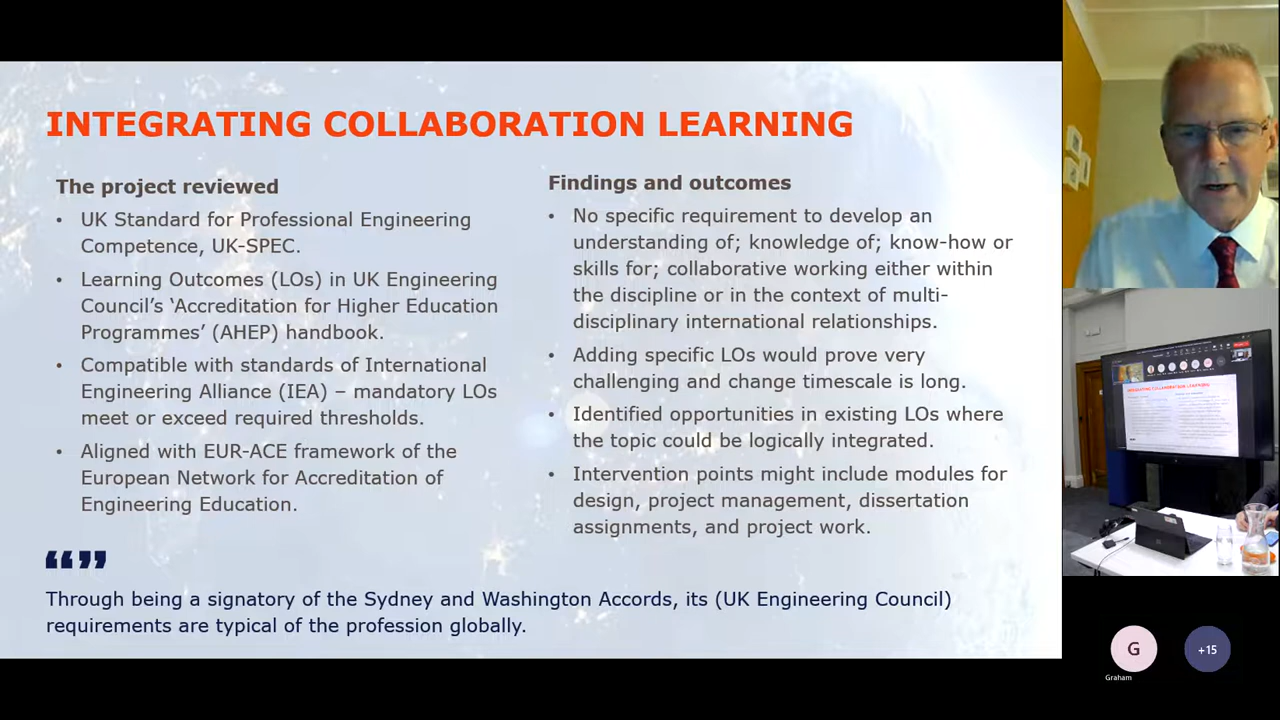 INTEGRATING COLLABORATION LEARNING
The project reviewed
• UK Standard for Professional Engineering
Competence, UK-SPEC.
• Learning Outcomes (LOs) in UK Engineering
Council’s ‘Accreditation for Higher Education
Programmes’ (AHEP) handbook.
• Compatible with standards of International
Engineering Alliance (IEA) – mandatory LOs
meet or exceed required thresholds.
• Aligned with EUR-ACE framework of the
European Network for Accreditation of
Engineering Education.
Findings and outcomes
• No specific requirement to develop an
understanding of; knowledge of; know-how or
skills for; collaborative working either within
the discipline or in the context of multi-
disciplinary international relationships.
• Adding specific LOs would prove very
challenging and change timescale is long.
• Identified opportunities in existing LOs where
the topic could be logically integrated.
• Intervention points might include modules for
design, project management, dissertation
assignments, and project work.
“”
Through being a signatory of the Sydney and Washington Accords, its (UK Engineering Council)
requirements are typical of the profession globally.
INTEGRATING COLLABORATION LEARNING
G
+15
Graham